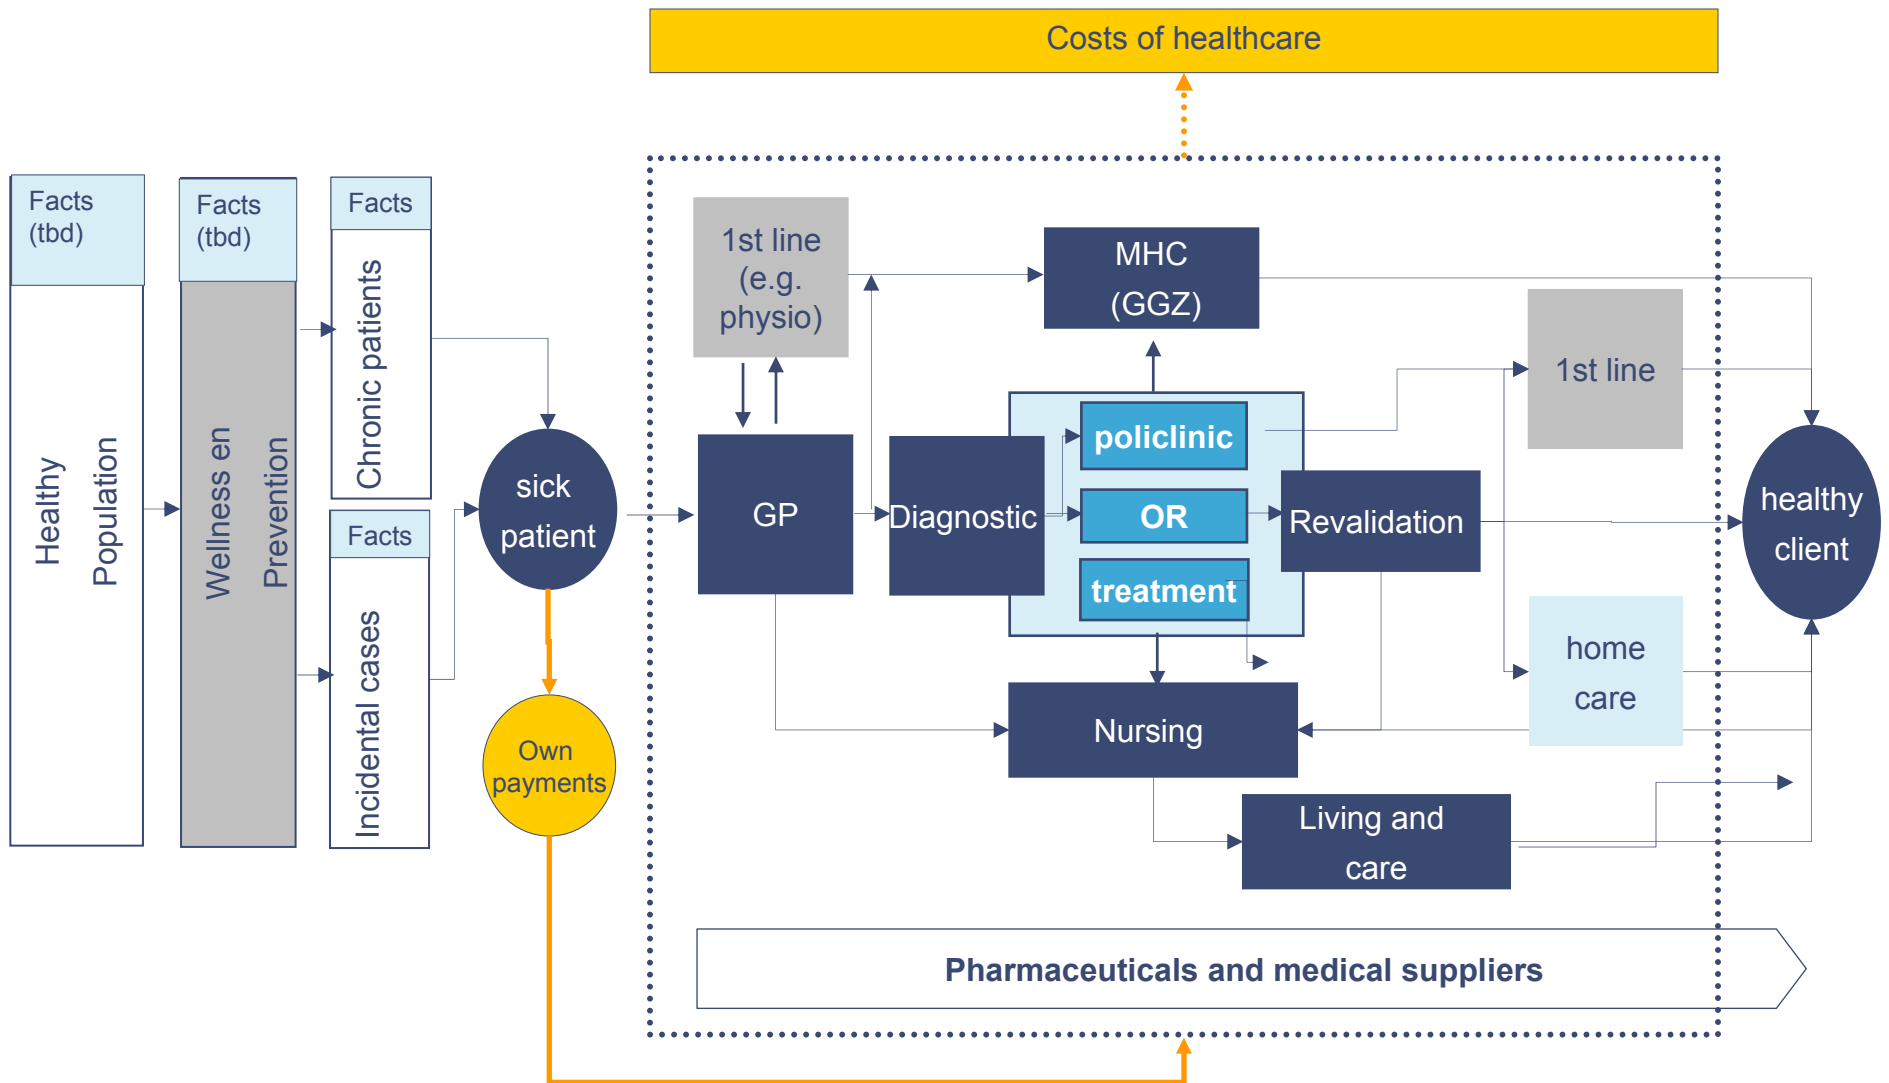 Costs of healthcare
Facts
(tbd)
Healthy
Population
Facts
(tbd)
Wellness en
Prevention
Facts
Chronic patients
Facts
Incidental cases
sick
patient
Own
payments
1st line
(e.g.
physio)
GP
Diagnostic
MHC
(GGZ)
policlinic
OR
treatment
Revalidation
Nursing
Living and
care
1st line
home
care
healthy
client
Pharmaceuticals and medical suppliers